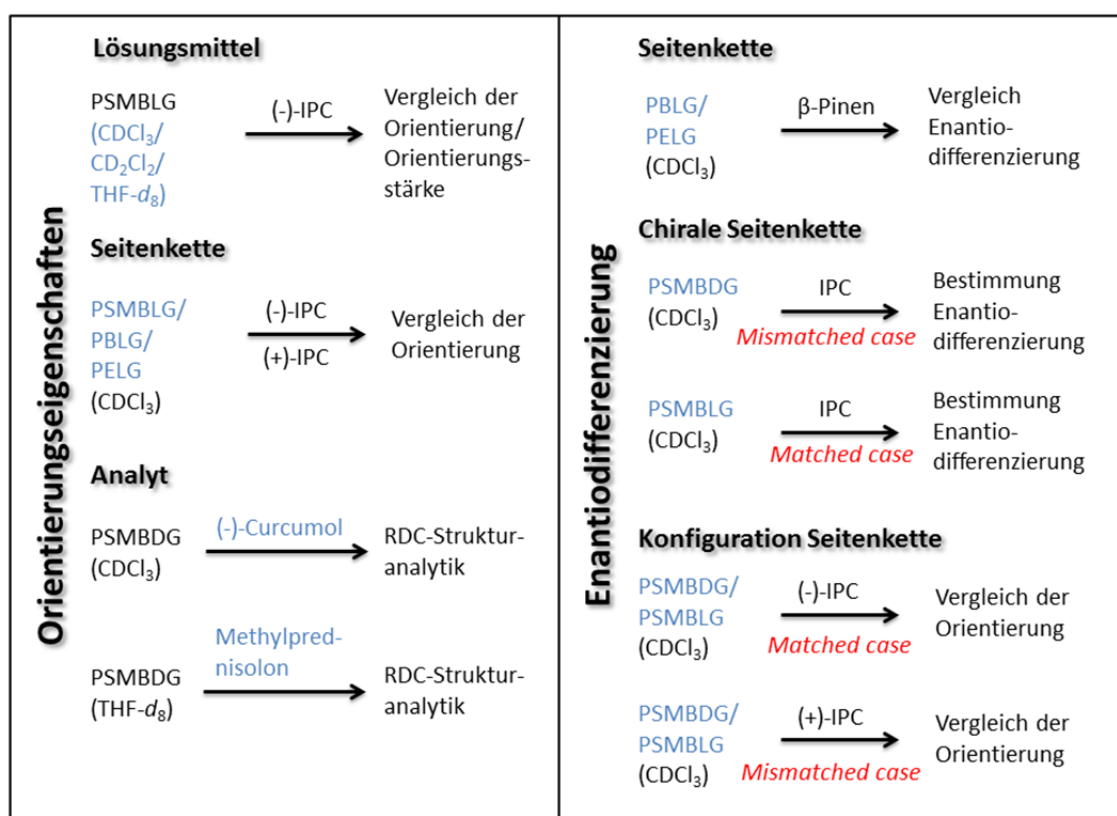 Orientierungseigenschaften
Lösungsmittel
PSMBLG
(CDCl₃/
CD₂Cl₂/
THF-d₈)
(-)-IPC
Vergleich der
Orientierung/
Orientierungs-
stärke
Seitenkette
PSMBLG/
PBLG/
PELG
(CDCl₃)
(-)-IPC
(+)-IPC
Vergleich der
Orientierung
Analyt
PSMBDG
(CDCl₃)
(-)-Curcumol
RDC-Struktur-
analytik
PSMBDG
(THF-d₈)
Methylpred-
nisolon
RDC-Struktur-
analytik
Enantiodifferenzierung
Seitenkette
PBLG/
PELG
(CDCl₃)
β-Pinen
Vergleich
Enantio-
differenzierung
Chirale Seitenkette
PSMBDG
(CDCl₃)
IPC
Mismatched case
Bestimmung
Enantio-
differenzierung
PSMBLG
(CDCl₃)
IPC
Matched case
Bestimmung
Enantio-
differenzierung
Konfiguration Seitenkette
PSMBDG/
PSMBLG
(CDCl₃)
(-)-IPC
Matched case
Vergleich der
Orientierung
PSMBDG/
PSMBLG
(CDCl₃)
(+)-IPC
Mismatched case
Vergleich der
Orientierung